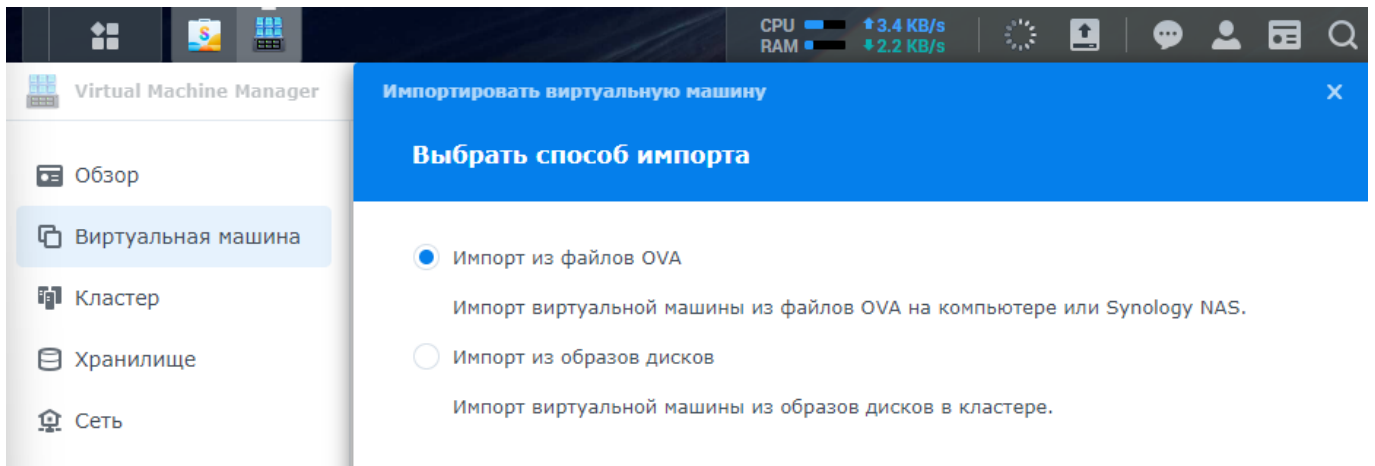 CPU 3.4 KB/s
RAM 2.2 KB/s
Virtual Machine Manager
Импортировать виртуальную машину
Выбрать способ импорта
Обзор
Виртуальная машина
Кластер
Хранилище
Сеть
Импорт из файлов OVA
Импорт виртуальной машины из файлов OVA на компьютере или Synology NAS.
Импорт из образов дисков
Импорт виртуальной машины из образов дисков в кластере.